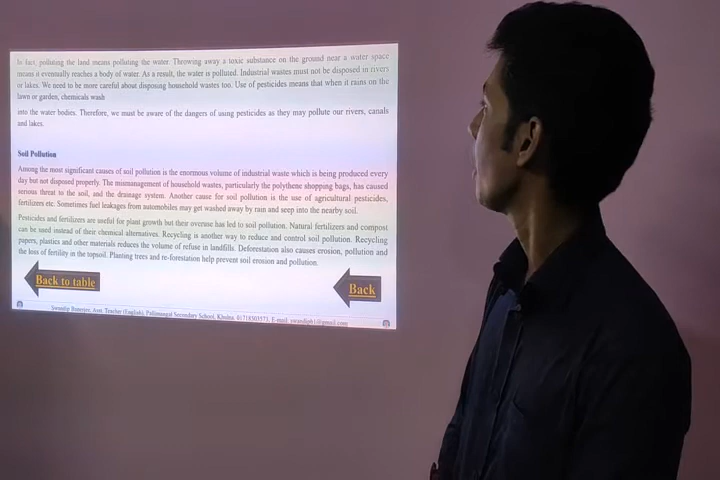 In fact, polluting the land means polluting the water. Throwing away a toxic substance on the ground near a water space
means it eventually reaches a body of water. As a result, the water is polluted. Industrial wastes must not be disposed in rivers
or lakes. We need to be more careful about disposing household wastes too. Use of pesticides means that when it rains on the
lawn or garden, chemicals wash
into the water bodies. Therefore, we must be aware of the dangers of using pesticides as they may pollute our rivers, canals
and lakes.
Soil Pollution
Among the most significant causes of soil pollution is the enormous volume of industrial waste which is being produced every
day but not disposed properly. The mismanagement of household wastes, particularly the polythene shopping bags, has caused
serious threat to the soil, and the drainage system. Another cause for soil pollution is the use of agricultural pesticides,
fertilizers etc. Sometimes fuel leakages from automobiles may get washed away by rain and seep into the nearby soil.
Pesticides and fertilizers are useful for plant growth but their overuse has led to soil pollution. Natural fertilizers and compost
can be used instead of their chemical alternatives. Recycling is another way to reduce and control soil pollution. Recycling
papers, plastics and other materials reduces the volume of refuse in landfills. Deforestation also causes erosion, pollution and
the loss of fertility in the topsoil. Planting trees and re-forestation help prevent soil erosion and pollution.
Back to table
Back
Asst. Teacher (English), Secondary School, Khulna. E-mail: